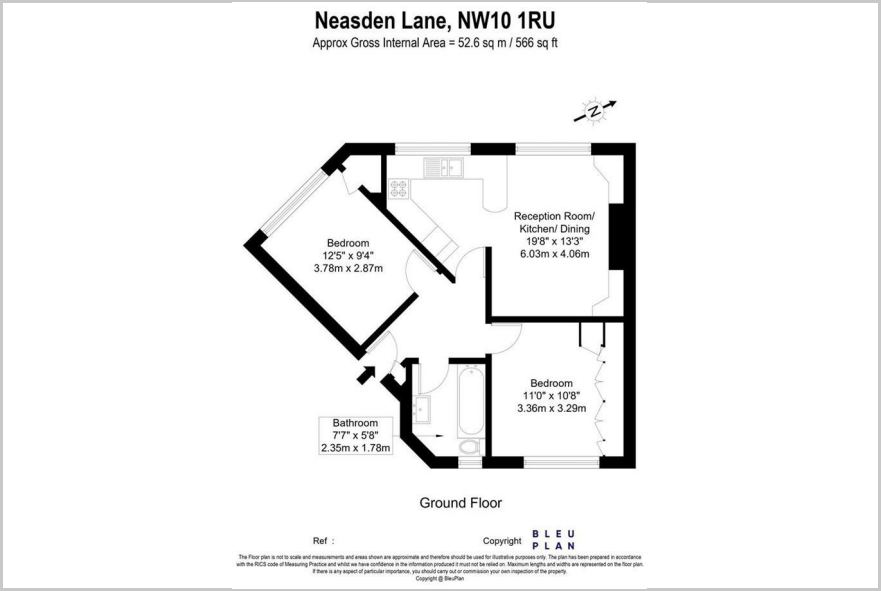 Neasden Lane, NW10 1RU
Approx Gross Internal Area = 52.6 sq m / 566 sq ft
N
Reception Room/
Kitchen/ Dining
19'8" x 13'3"
6.03m x 4.06m
Bedroom
12'5" x 9'4"
3.78m x 2.87m
Bedroom
11'0" x 10'8"
3.36m x 3.29m
Bathroom
7'7" x 5'8"
2.35m x 1.78m
Ground Floor
Ref :
Copyright
BLEU
PLAN
The Floor plan is not to scale and measurements and areas shown are approximate and therefore should be used for illustrative purposes only. The plan has been prepared in accordance
with the RICS code of Measuring Practice and whilst we have confidence in the information produced it must not be relied on. Maximum lengths and widths are represented on the floor plan.
If there is any aspect of particular importance, you should carry out or commission your own inspection of the property.
Copyright @ BleuPlan